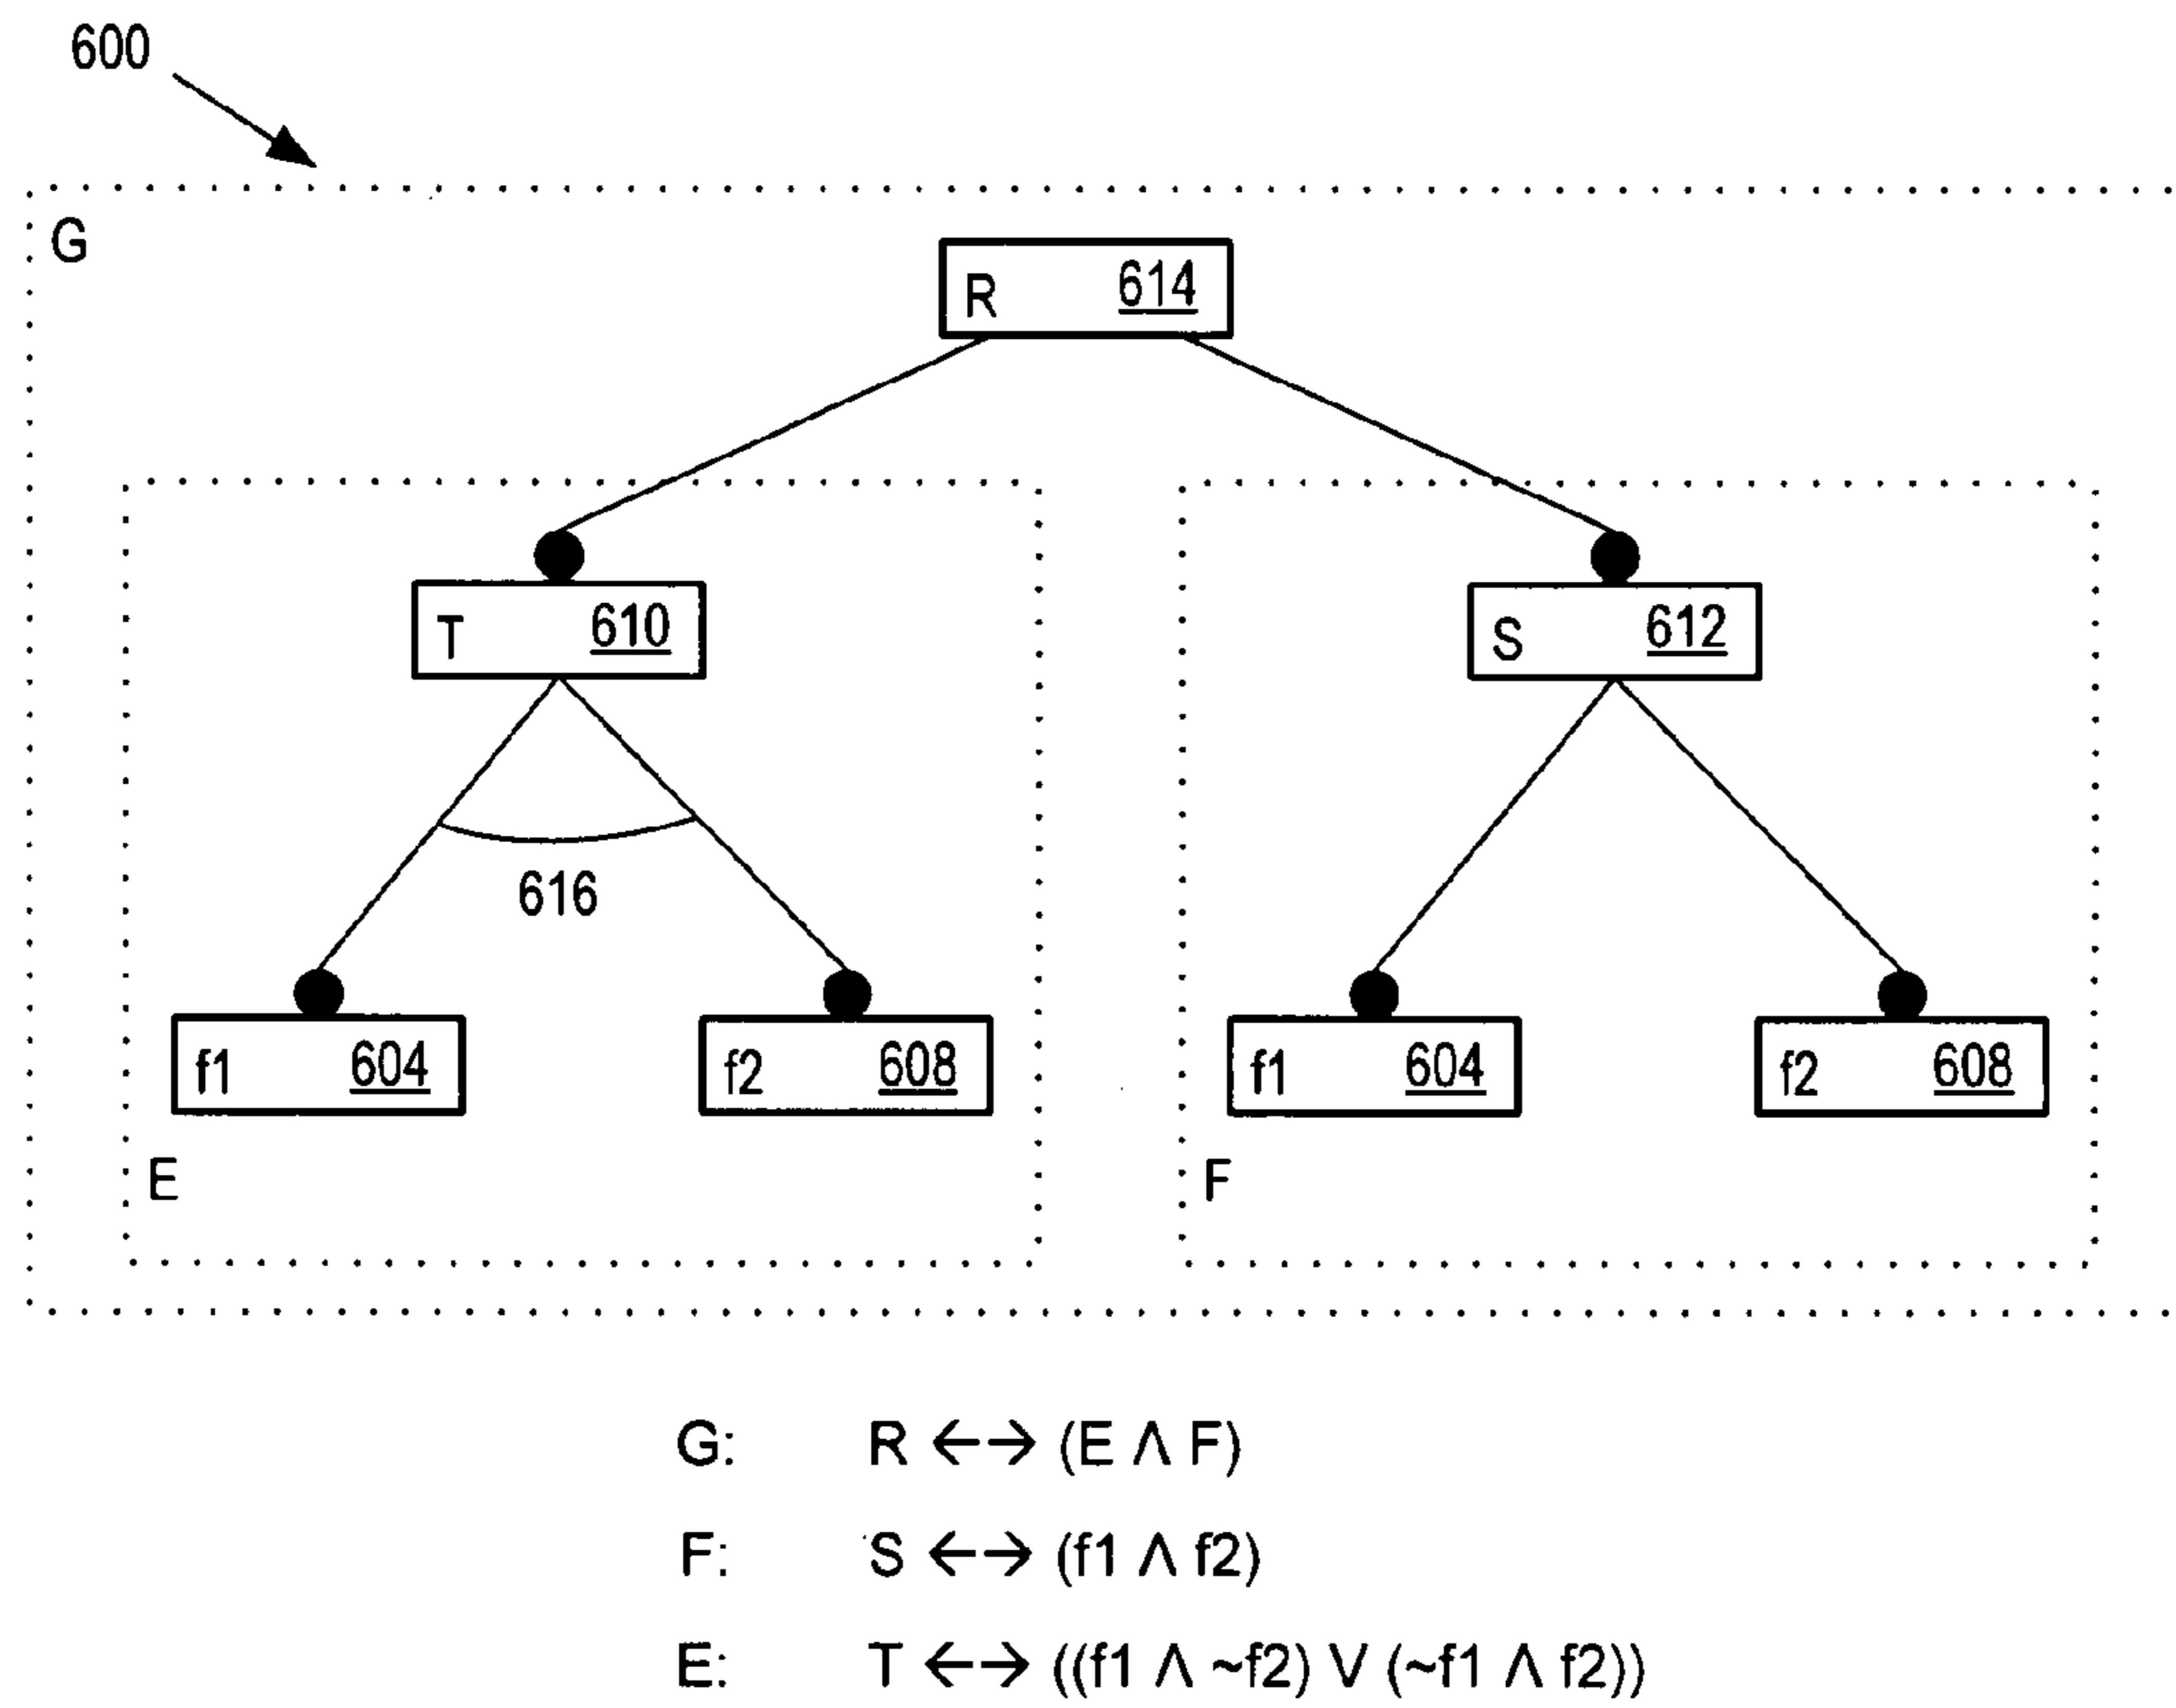 600
G
R 614
T 610
S 612
616
f1 604
f2 608
f1 604
f2 608
E
F
G: R ←→ (E Λ F)
F: S ←→ (f1 Λ f2)
E: T ←→ ((f1 Λ ~f2) V (~f1 Λ f2))